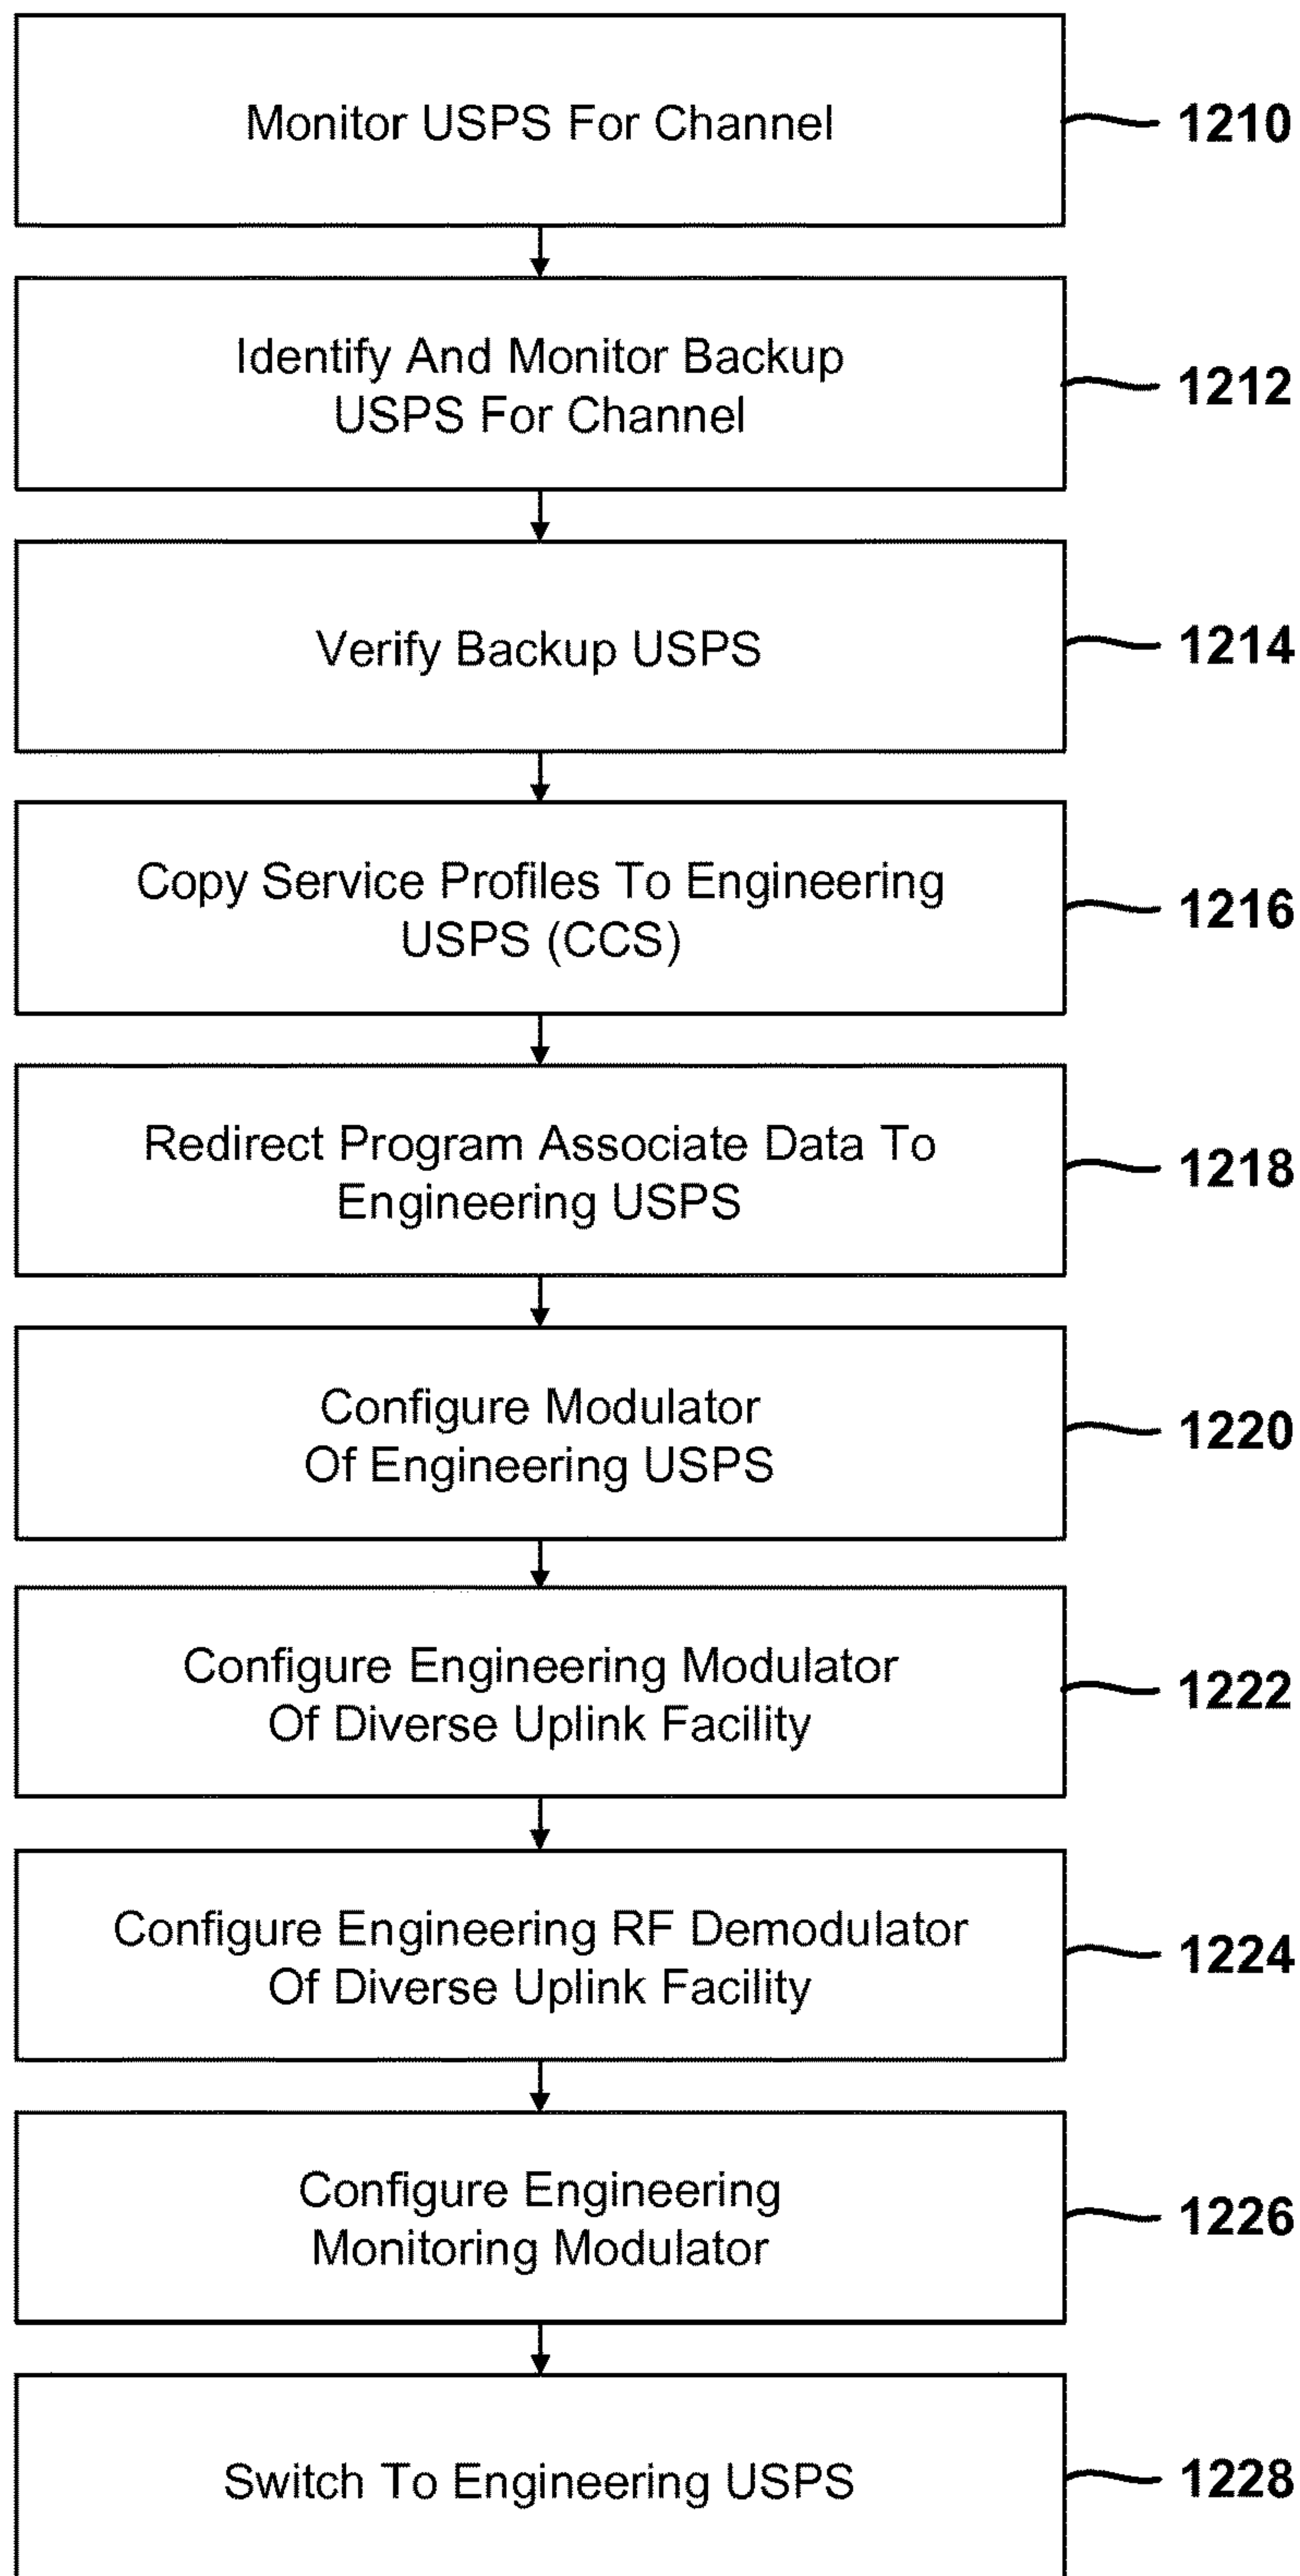 Monitor USPS For Channel
1210
Identify And Monitor Backup
USPS For Channel
1212
Verify Backup USPS
1214
Copy Service Profiles To Engineering
USPS (CCS)
1216
Redirect Program Associate Data To
Engineering USPS
1218
Configure Modulator
Of Engineering USPS
1220
Configure Engineering Modulator
Of Diverse Uplink Facility
1222
Configure Engineering RF Demodulator
Of Diverse Uplink Facility
1224
Configure Engineering
Monitoring Modulator
1226
Switch To Engineering USPS
1228